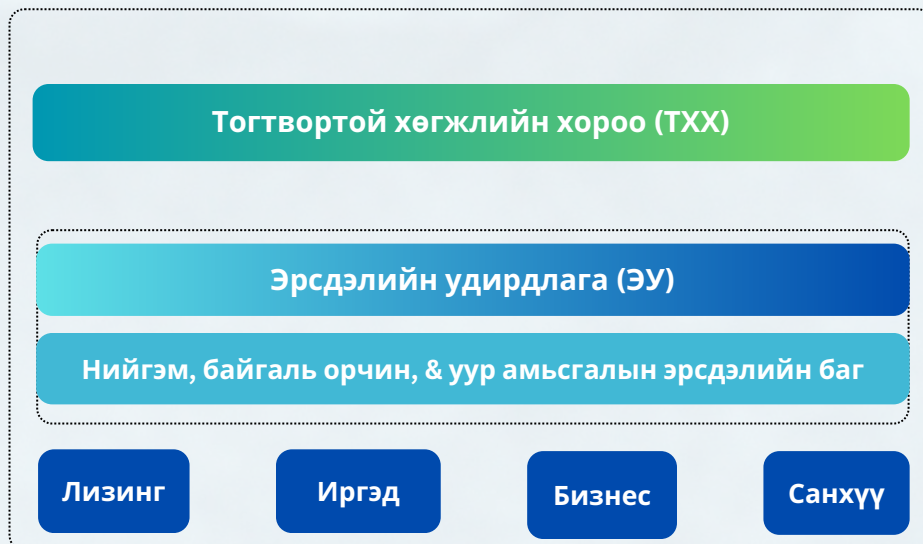 Тогтвортой хөгжлийн хороо (ТХХ)
Эрсдэлийн удирдлага (ЭУ)
Нийгэм, байгаль орчин, & уур амьсгалын эрсдэлийн баг
Лизинг
Иргэд
Бизнес
Санхүү